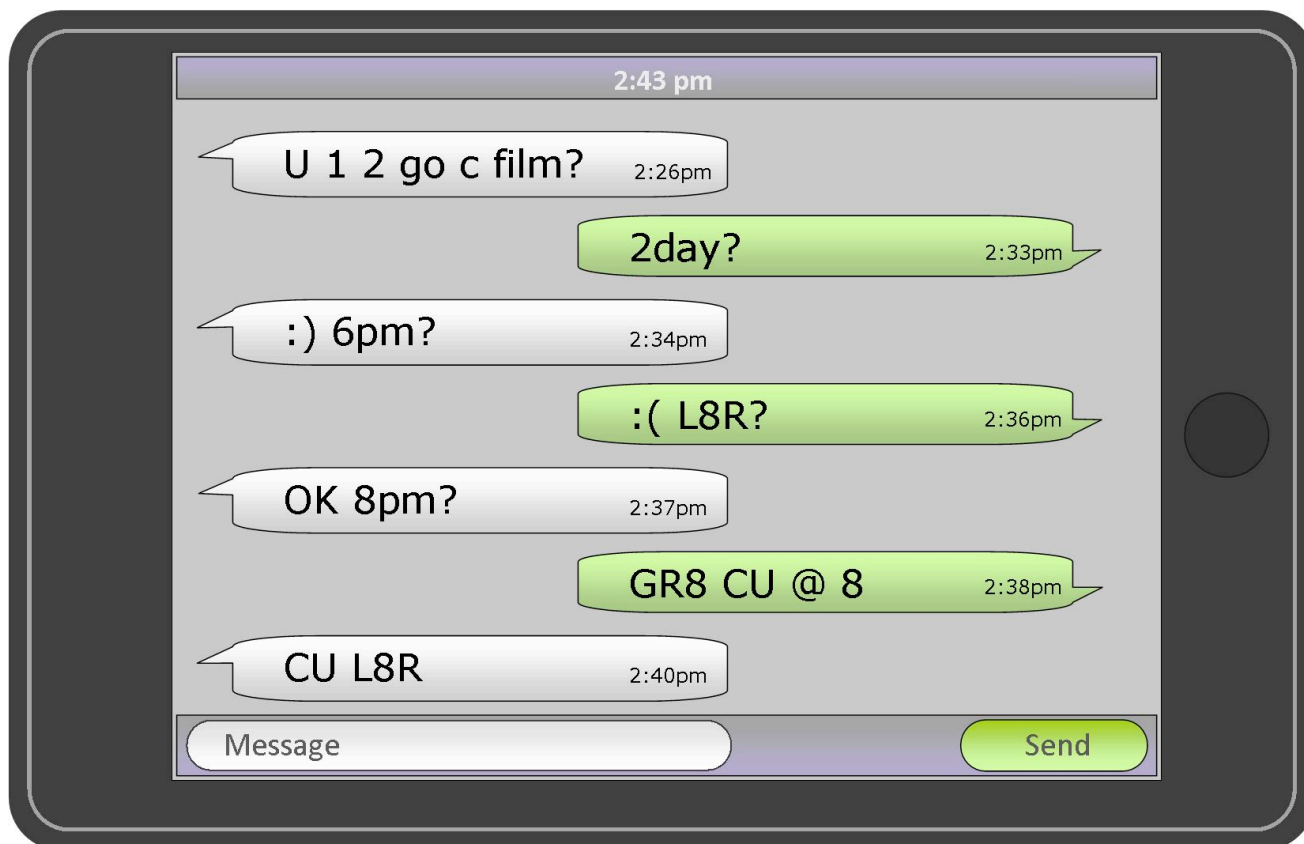 2:43 pm
U 1 2 go c film? 2:26pm
2day? 2:33pm
:) 6pm? 2:34pm
:( L8R? 2:36pm
OK 8pm? 2:37pm
GR8 CU @ 8 2:38pm
CU L8R 2:40pm
Message Send